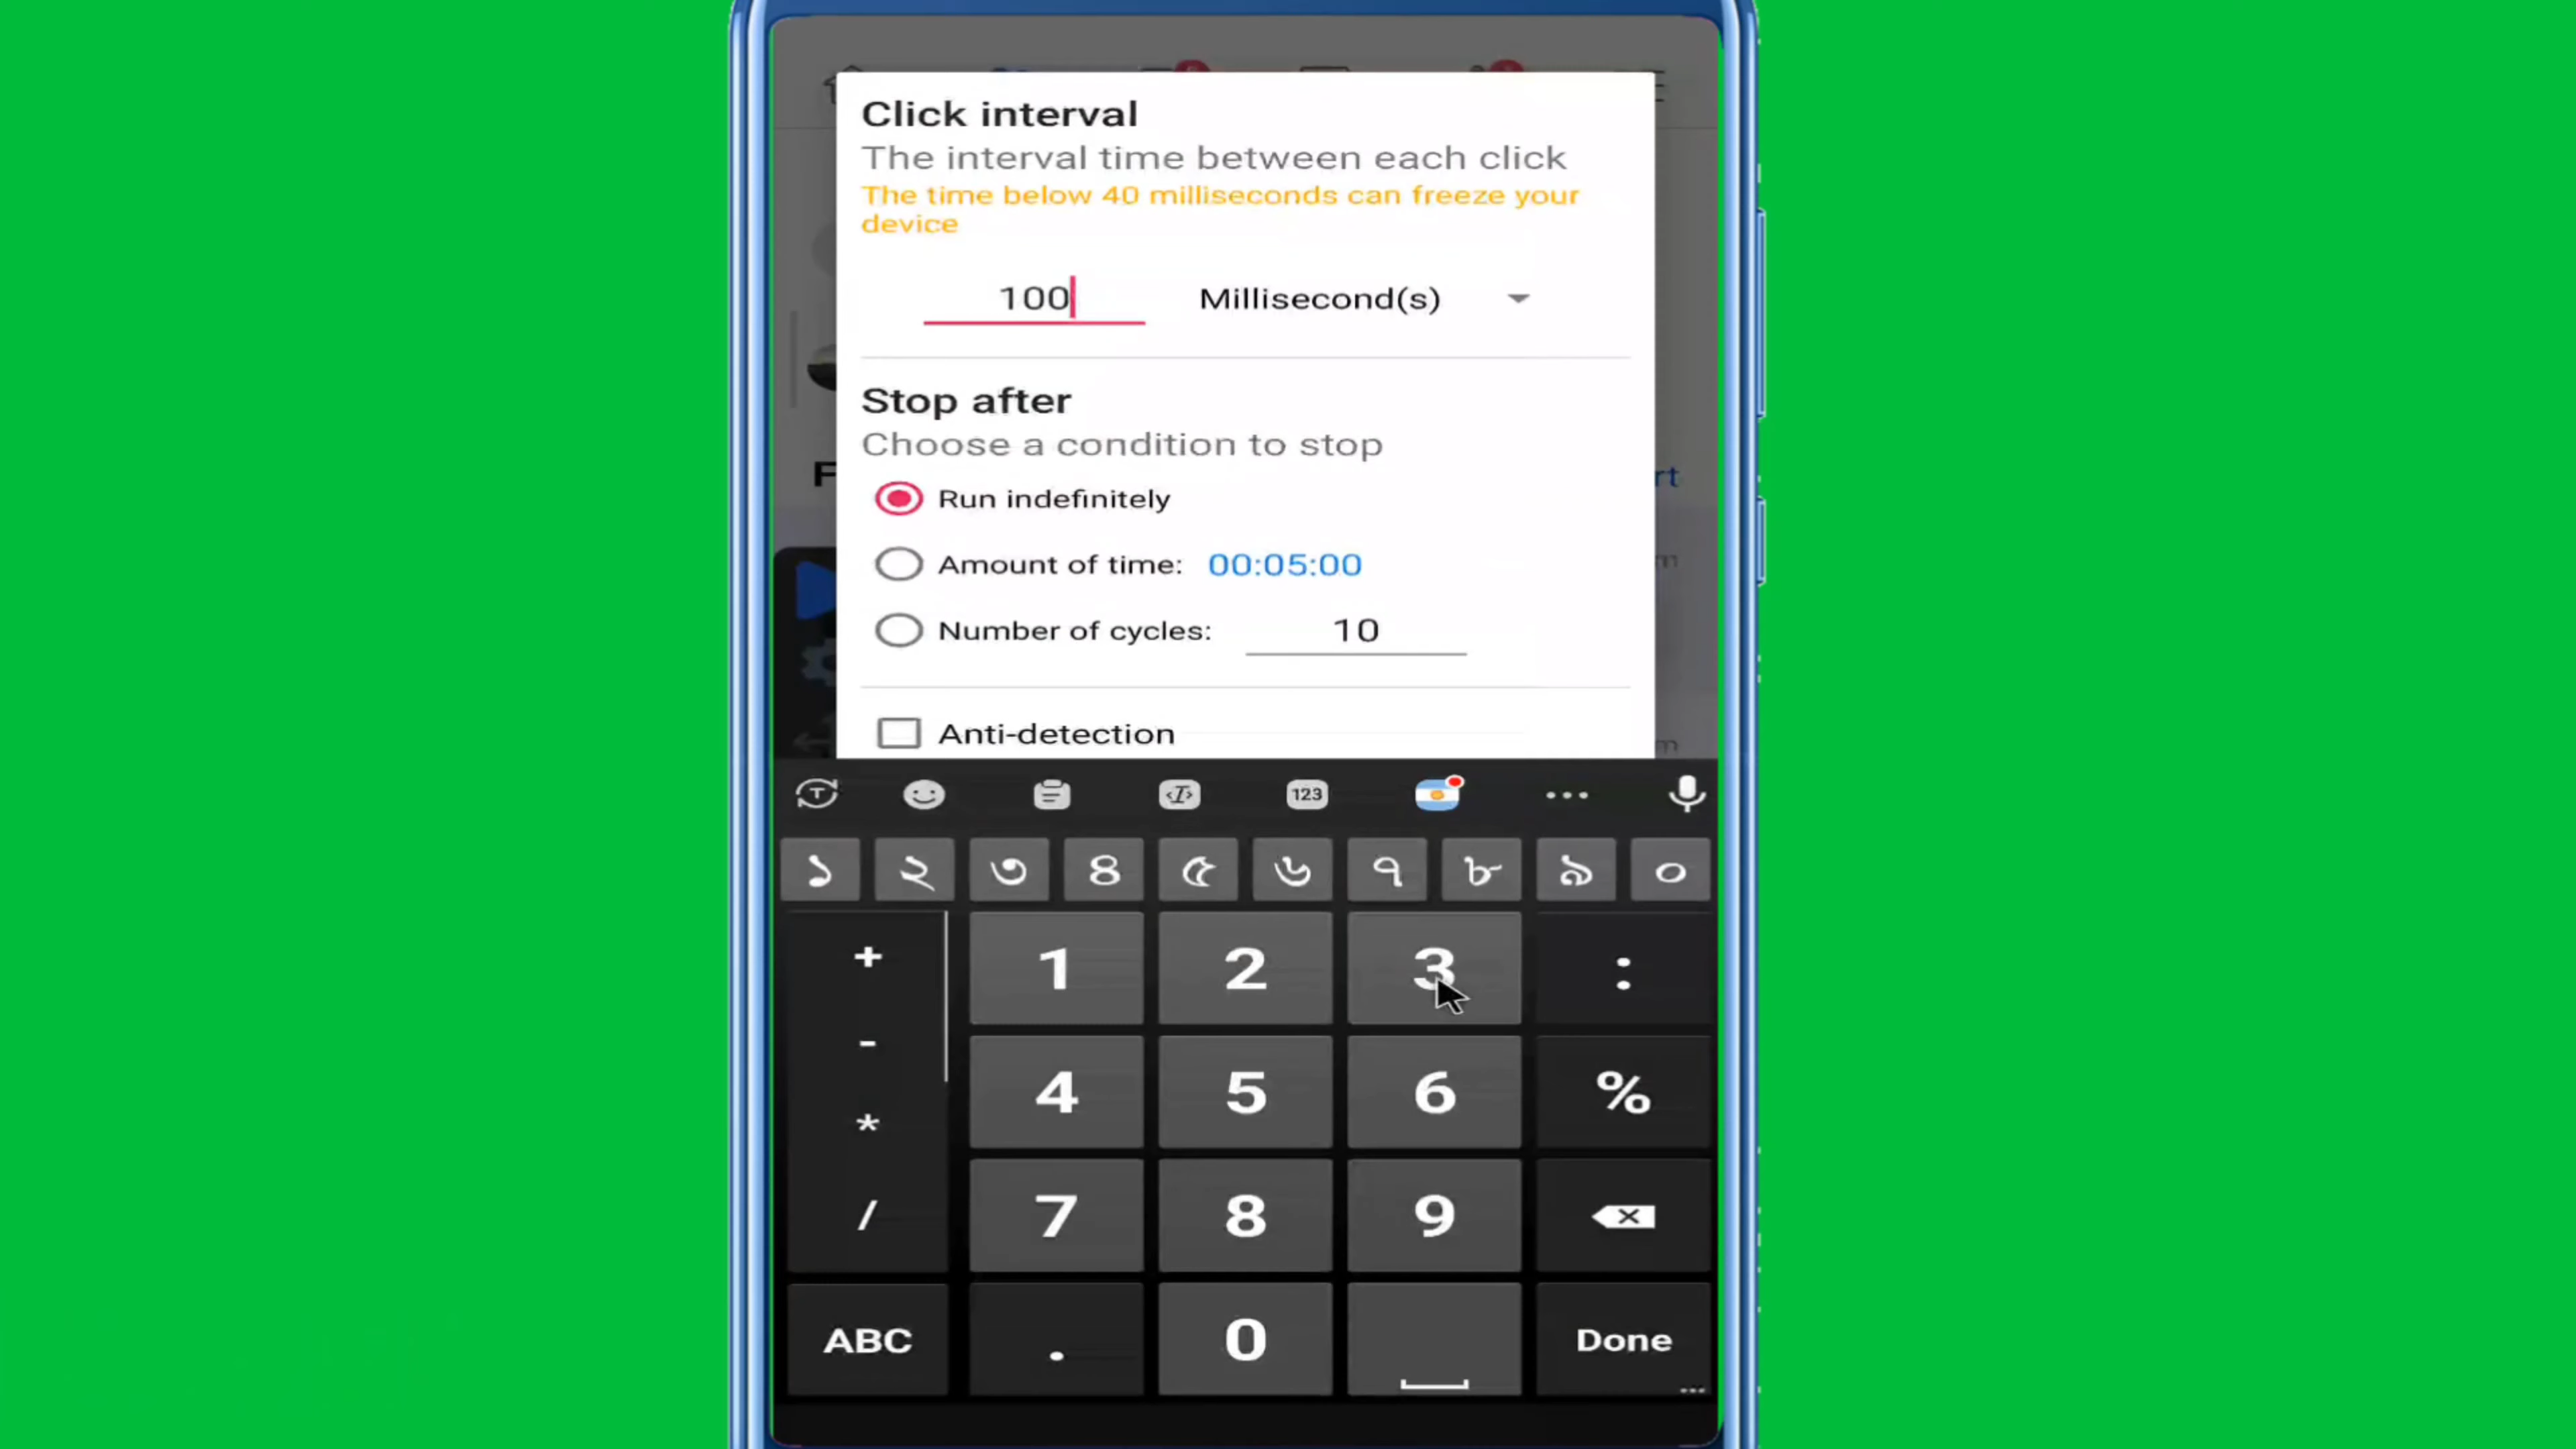 Click interval
The interval time between each click
The time below 40 milliseconds can freeze your
device
100 Millisecond(s)
Stop after
Choose a condition to stop
F
rt
Run indefinitely
Amount of time: 00:05:00
m
Number of cycles: 10
Anti-detection
m
T 123
১ ২ ৩ ৪ ৫ ৬ ৭ ৮ ৯ ০
+ 1 2 3 :
-
4 5 6 %
*
/ 7 8 9
ABC . 0 Done